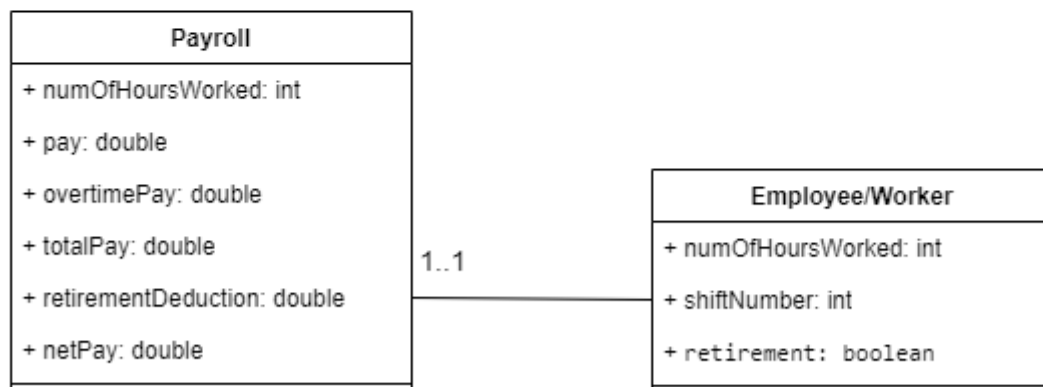 Payroll
+ numOfHoursWorked: int
+ pay: double
+ overtimePay: double
+ totalPay: double
+ retirementDeduction: double
+ netPay: double
1..1
Employee/Worker
+ numOfHoursWorked: int
+ shiftNumber: int
+ retirement: boolean